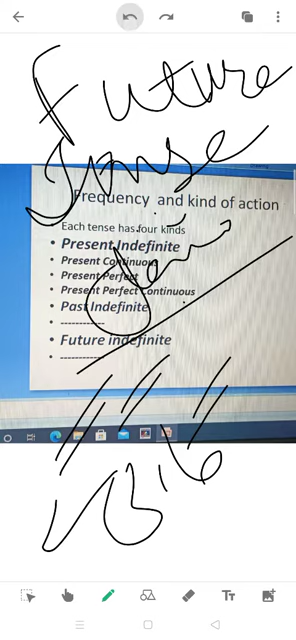 Future
Tense
Frequency and kind of action
Each tense has four kinds
• Present Indefinite
• Present Continuous
• Present Perfect
• Present Perfect Continuous
• Past Indefinite
• ------------
• Future indefinite
• ------------